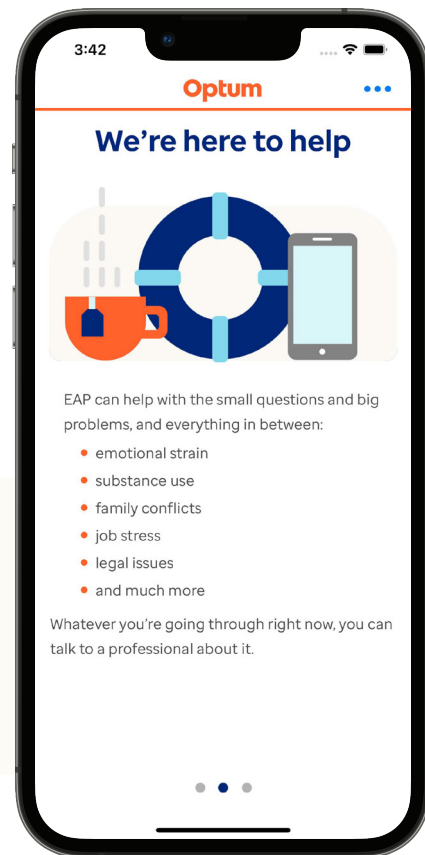 3:42
Optum
We're here to help
EAP can help with the small questions and big
problems, and everything in between:
• emotional strain
• substance use
• family conflicts
• job stress
• legal issues
• and much more
Whatever you're going through right now, you can
talk to a professional about it.